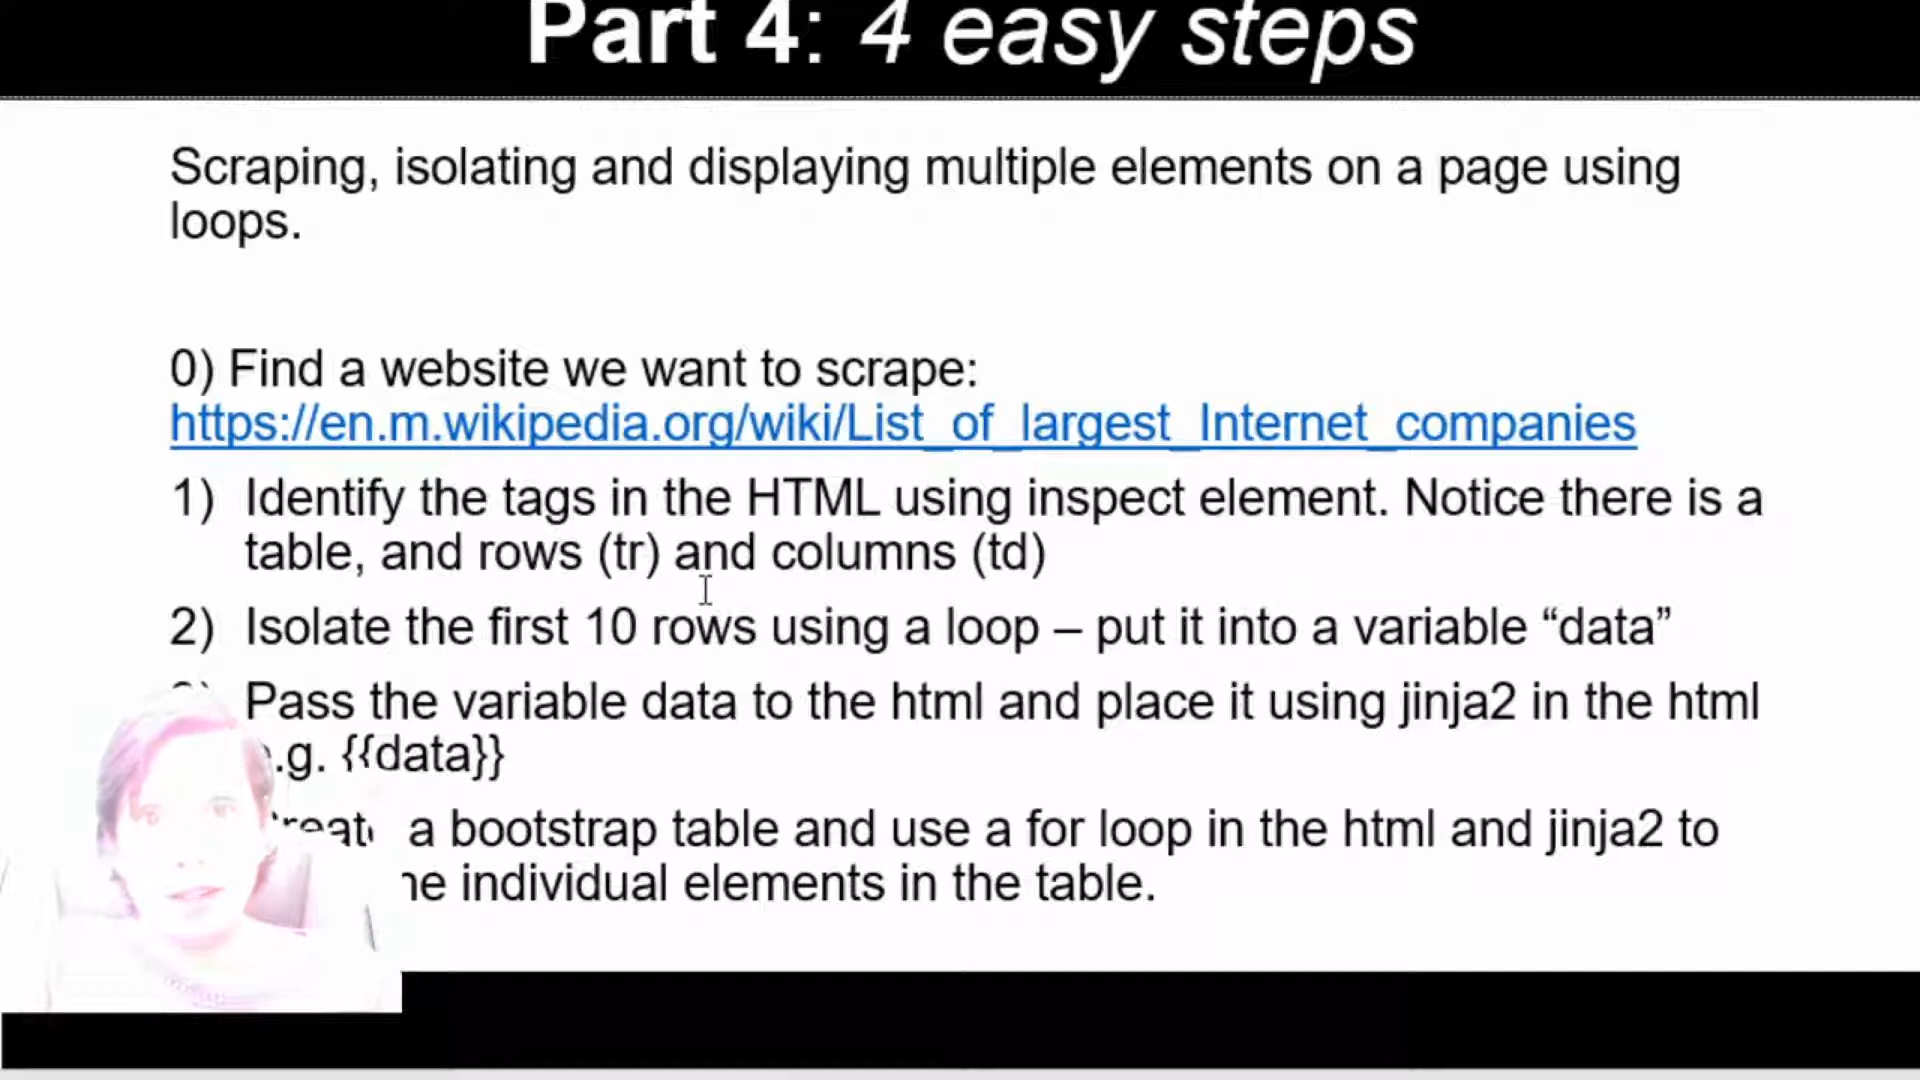 Part 4: 4 easy steps
Scraping, isolating and displaying multiple elements on a page using
loops.
0) Find a website we want to scrape:
https://en.m.wikipedia.org/wiki/List_of_largest_Internet_companies
1) Identify the tags in the HTML using inspect element. Notice there is a
table, and rows (tr) and columns (td)
2) Isolate the first 10 rows using a loop – put it into a variable “data”
Pass the variable data to the html and place it using jinja2 in the html
.g. {{data}}
a bootstrap table and use a for loop in the html and jinja2 to
individual elements in the table.